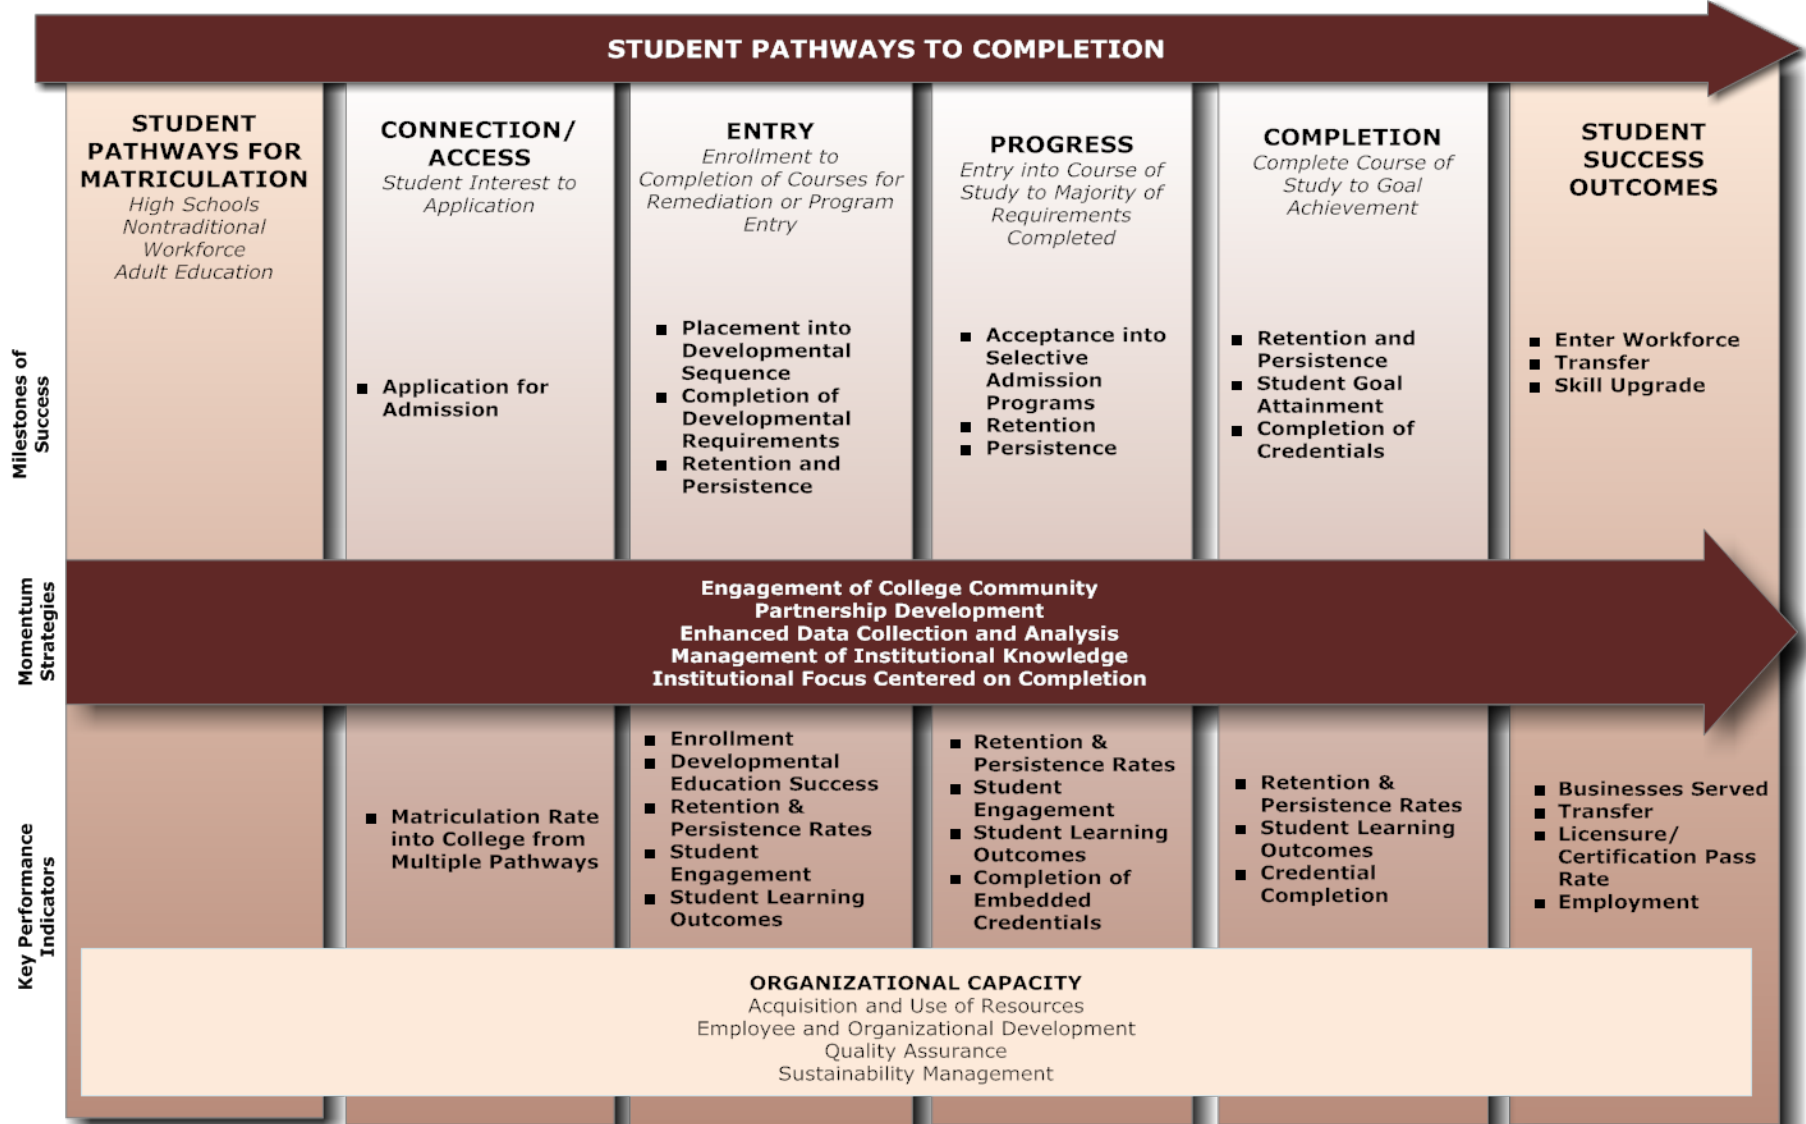 STUDENT PATHWAYS TO COMPLETION
STUDENT
PATHWAYS FOR
MATRICULATION
High Schools
Nontraditional
Workforce
Adult Education
CONNECTION/
ACCESS
Student Interest to
Application
ENTRY
Enrollment to
Completion of Courses for
Remediation or Program
Entry
PROGRESS
Entry into Course of
Study to Majority of
Requirements
Completed
COMPLETION
Complete Course of
Study to Goal
Achievement
STUDENT
SUCCESS
OUTCOMES
Milestones of
Success
■ Application for
Admission
■ Placement into
Developmental
Sequence
■ Completion of
Developmental
Requirements
■ Retention and
Persistence
■ Acceptance into
Selective
Admission
Programs
■ Retention
■ Persistence
■ Retention and
Persistence
■ Student Goal
Attainment
■ Completion of
Credentials
■ Enter Workforce
■ Transfer
■ Skill Upgrade
Momentum
Strategies
Engagement of College Community
Partnership Development
Enhanced Data Collection and Analysis
Management of Institutional Knowledge
Institutional Focus Centered on Completion
Key Performance
Indicators
■ Matriculation Rate
into College from
Multiple Pathways
■ Enrollment
■ Developmental
Education Success
■ Retention &
Persistence Rates
■ Student
Engagement
■ Student Learning
Outcomes
■ Retention &
Persistence Rates
■ Student
Engagement
■ Student Learning
Outcomes
■ Completion of
Embedded
Credentials
■ Retention &
Persistence Rates
■ Student Learning
Outcomes
■ Credential
Completion
■ Businesses Served
■ Transfer
■ Licensure/
Certification Pass
Rate
■ Employment
ORGANIZATIONAL CAPACITY
Acquisition and Use of Resources
Employee and Organizational Development
Quality Assurance
Sustainability Management